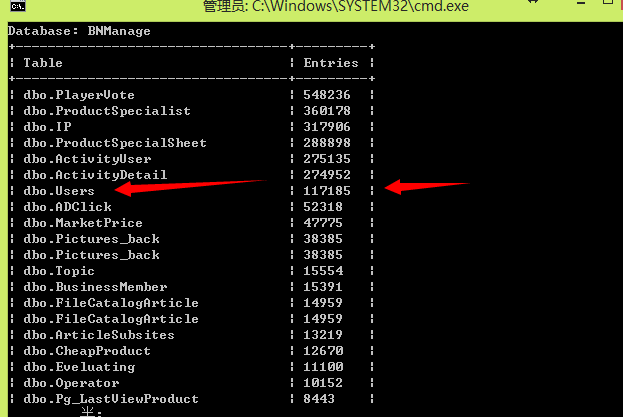 管理员: C:\Windows\SYSTEM32\cmd.exe
Database: BNManage
+----------------------------------+---------+
| Table | Entries |
+----------------------------------+---------+
| dbo.PlayerVote | 548236 |
| dbo.ProductSpecialist | 360178 |
| dbo.IP | 317906 |
| dbo.ProductSpecialSheet | 288898 |
| dbo.ActivityUser | 275135 |
| dbo.ActivityDetail | 274952 |
| dbo.Users | 117185 |
| dbo.ADClick | 52318 |
| dbo.MarketPrice | 47775 |
| dbo.Pictures_back | 38385 |
| dbo.Pictures_back | 38385 |
| dbo.Topic | 15554 |
| dbo.BusinessMember | 15391 |
| dbo.FileCatalogArticle | 14959 |
| dbo.FileCatalogArticle | 14959 |
| dbo.ArticleSubsites | 13219 |
| dbo.CheapProduct | 12670 |
| dbo.Eveluating | 11100 |
| dbo.Operator | 10152 |
| dbo.Pg_LastViewProduct | 8443 |
半: